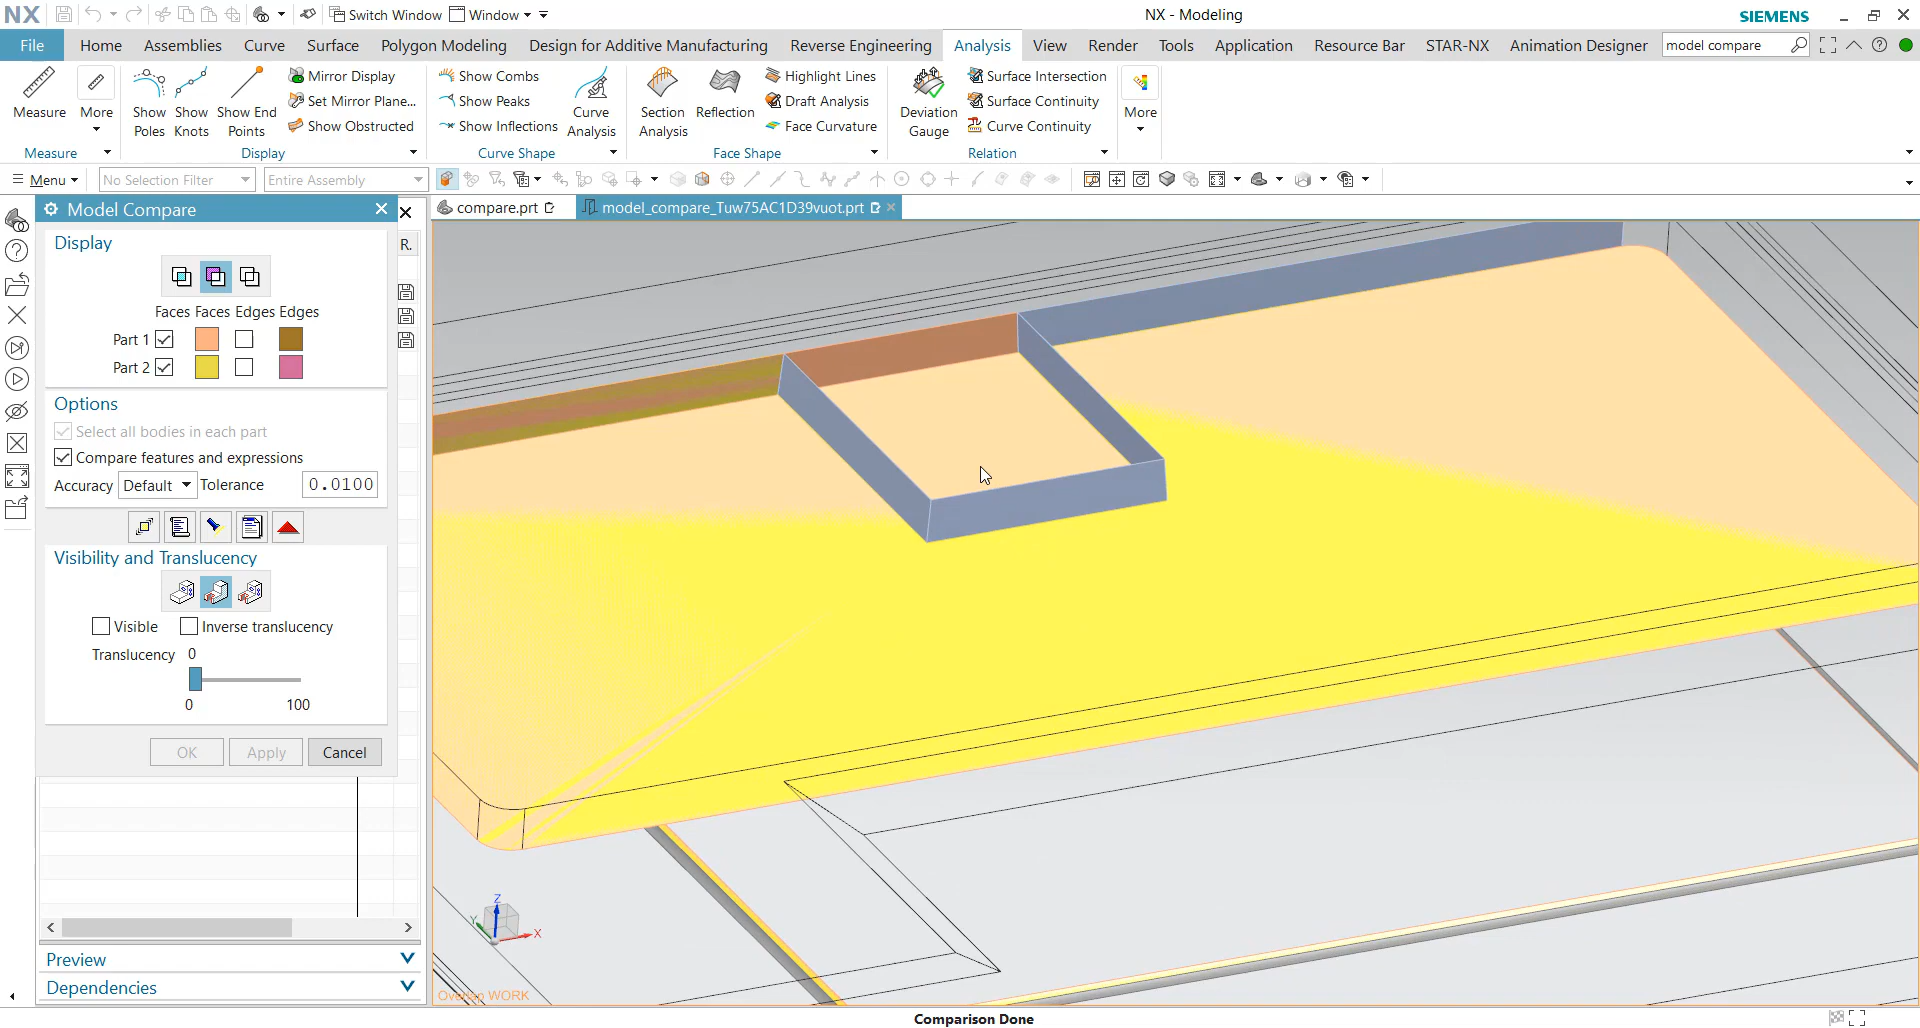 NX
Switch Window
Window
NX - Modeling
SIEMENS
File
Home
Assemblies
Curve
Surface
Polygon Modeling
Design for Additive Manufacturing
Reverse Engineering
Analysis
View
Render
Tools
Application
Resource Bar
STAR-NX
Animation Designer
model compare
Measure
More
Show Poles
Show Knots
Show End Points
Mirror Display
Set Mirror Plane...
Show Obstructed
Show Combs
Show Peaks
Show Inflections
Curve Analysis
Section Analysis
Reflection
Highlight Lines
Draft Analysis
Face Curvature
Deviation Gauge
Surface Intersection
Surface Continuity
Curve Continuity
More
Measure
Display
Curve Shape
Face Shape
Relation
Menu
No Selection Filter
Entire Assembly
Model Compare
compare.prt
model_compare_Tuw75AC1D39vuot.prt
R.
Display
Faces Faces Edges Edges
Part 1
Part 2
Options
Select all bodies in each part
Compare features and expressions
Accuracy
Default
Tolerance
0.0100
Visibility and Translucency
Visible
Inverse translucency
Translucency
0
0
100
OK
Apply
Cancel
Preview
Dependencies
Z
Y
X
Overlap WORK
Comparison Done